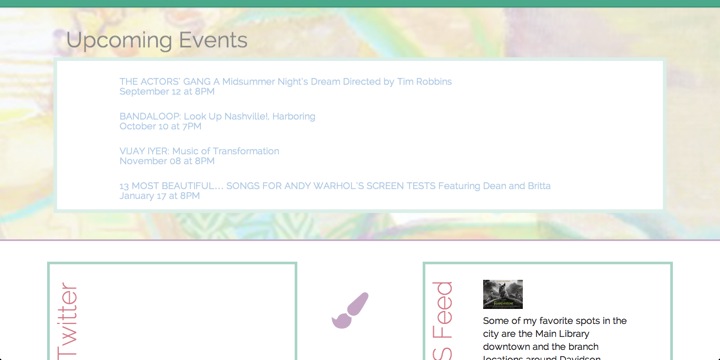 Upcoming Events
THE ACTORS' GANG A Midsummer Night's Dream Directed by Tim Robbins
September 12 at 8PM
BANDALOOP: Look Up Nashville!, Harboring
October 10 at 7PM
VIJAY IYER: Music of Transformation
November 08 at 8PM
13 MOST BEAUTIFUL... SONGS FOR ANDY WARHOL'S SCREEN TESTS Featuring Dean and Britta
January 17 at 8PM
Twitter
S Feed
Some of my favorite spots in the
city are the Main Library
downtown and the branch
locations around Davidson